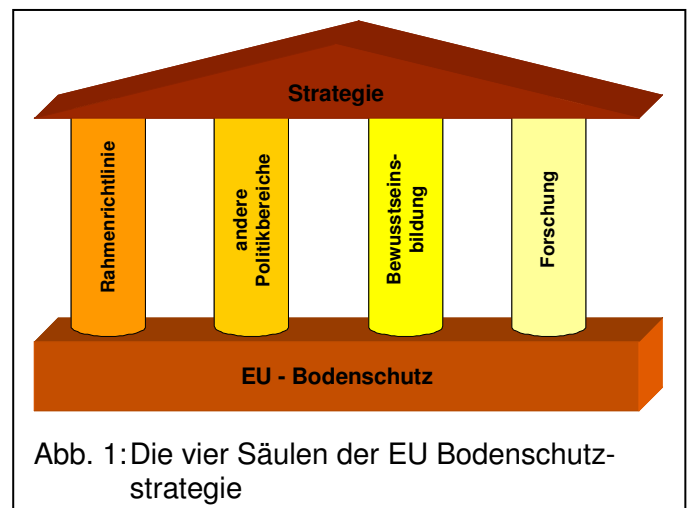 Strategie
Rahmenrichtlinie
andere
Politikbereiche
Bewusstseins-
bildung
Forschung
EU - Bodenschutz
Abb. 1: Die vier Säulen der EU Bodenschutz-
strategie